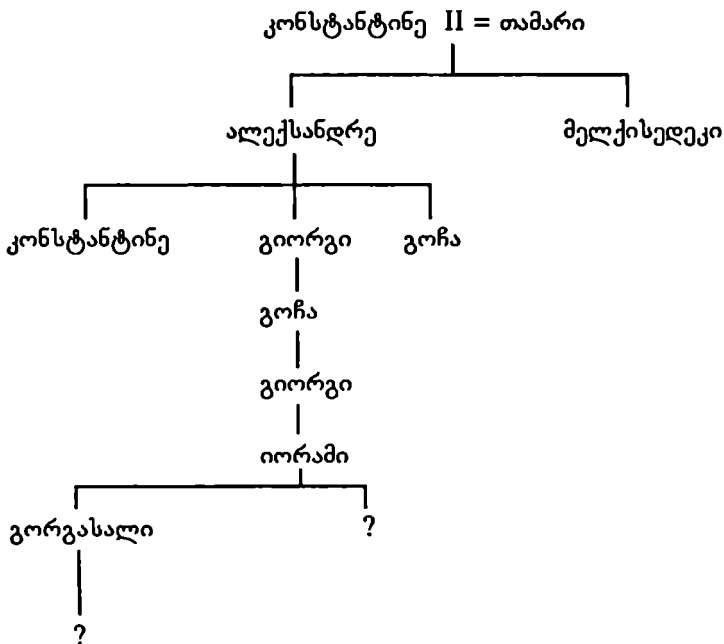 კონსტანტინე II = თამარი
ალექსანდრე მელქისედეკი
კონსტანტინე გიორგი გოჩა
გოჩა
გიორგი
იორამი
გორგასალი ?
?